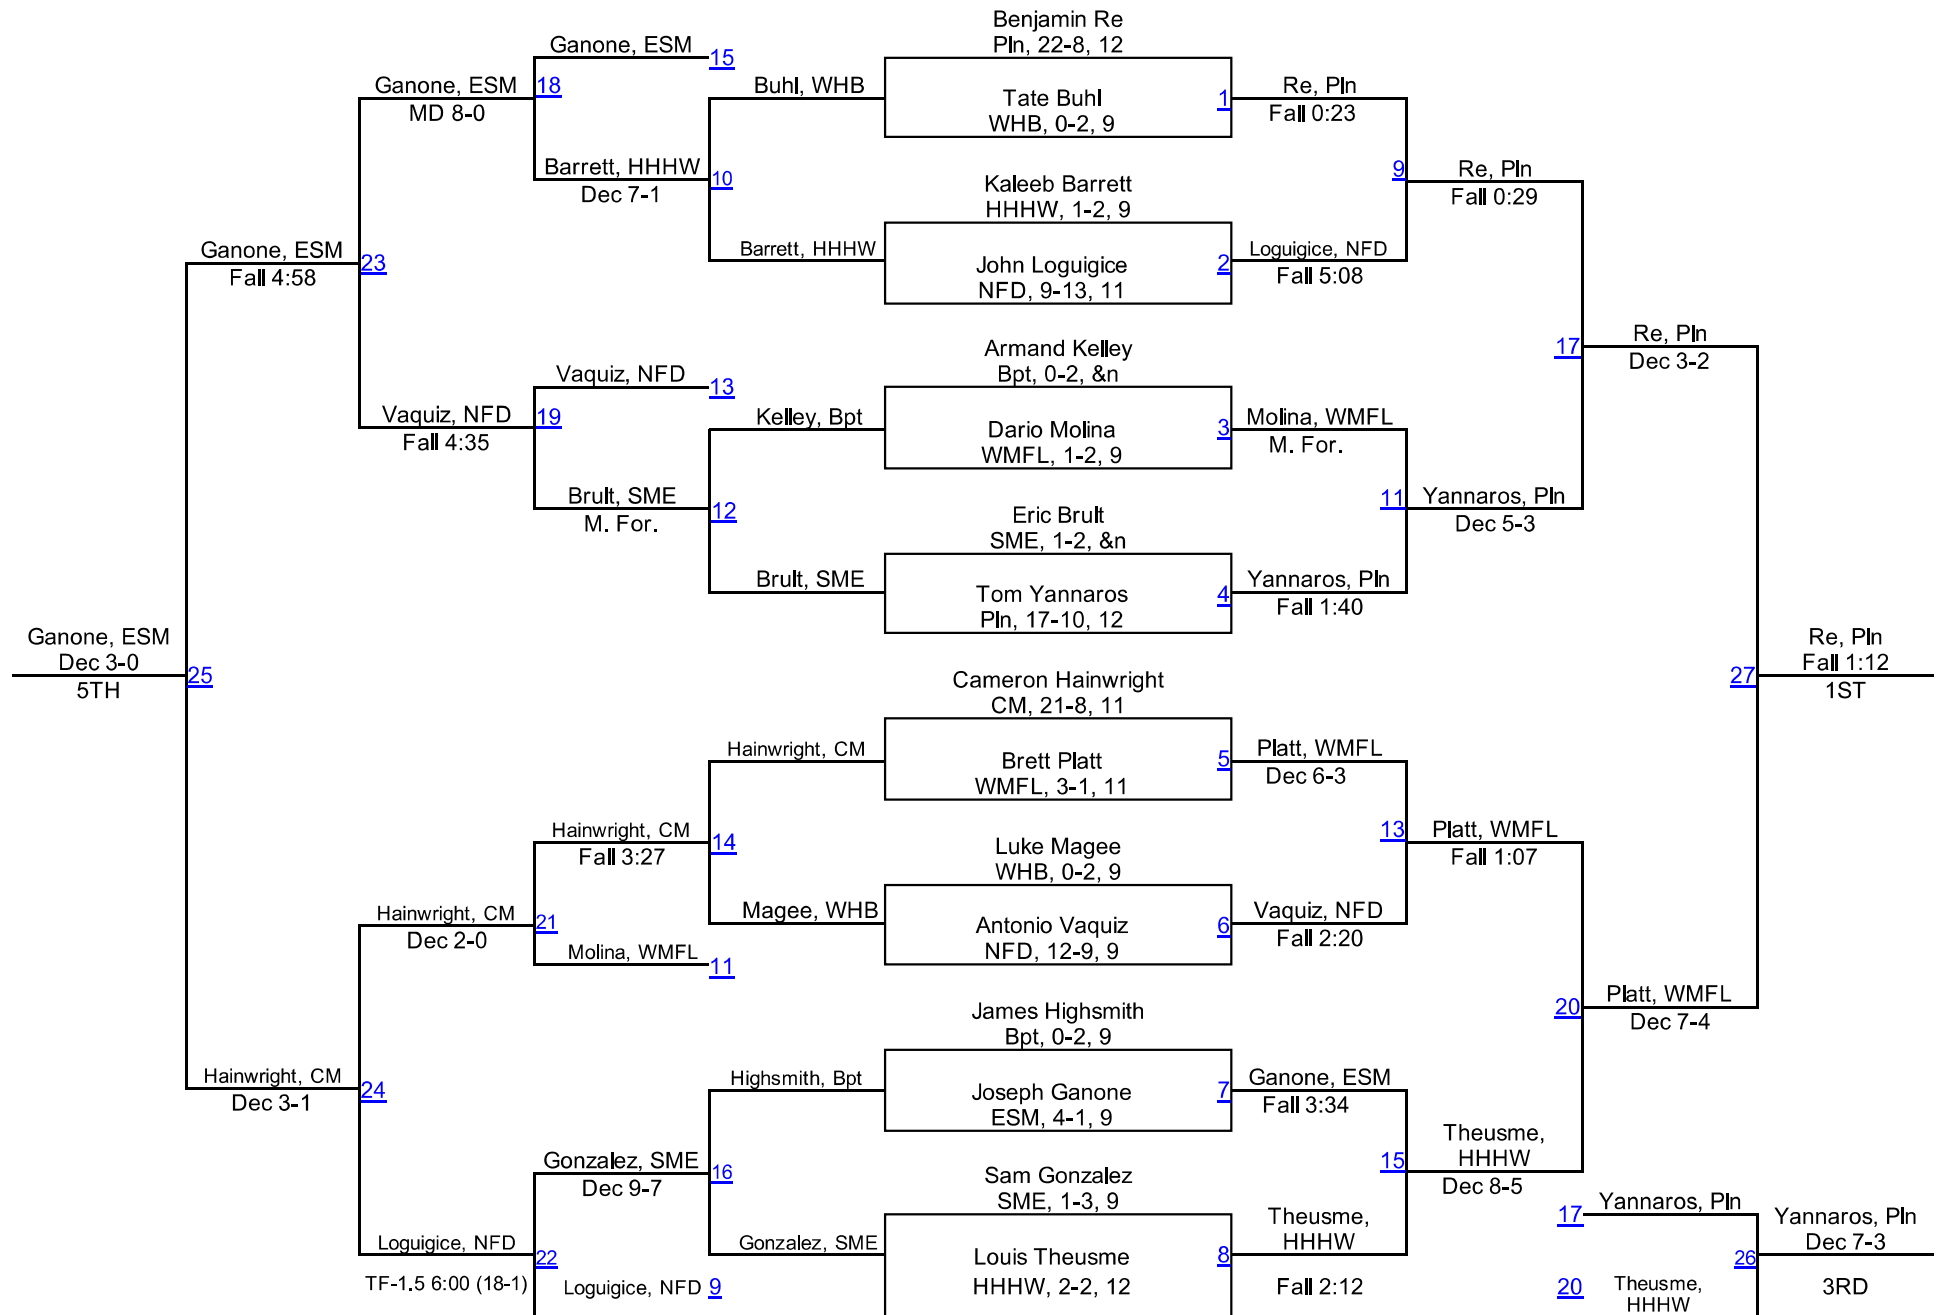 Benjamin Re
Pln, 22-8, 12
Ganone, ESM
15
Ganone, ESM
18
MD 8-0
Buhl, WHB
Tate Buhl
WHB, 0-2, 9
1
Re, Pln
Fall 0:23
Barrett, HHHW
Dec 7-1
10
Kaleeb Barrett
HHHW, 1-2, 9
9
Re, Pln
Fall 0:29
Ganone, ESM
Fall 4:58
23
Barrett, HHHW
John Loguigice
NFD, 9-13, 11
2
Loguigice, NFD
Fall 5:08
Armand Kelley
Bpt, 0-2, &n
17
Re, Pln
Dec 3-2
Vaquiz, NFD
13
Vaquiz, NFD
19
Fall 4:35
Kelley, Bpt
Dario Molina
WMFL, 1-2, 9
3
Molina, WMFL
M. For.
Brult, SME
M. For.
12
Eric Brult
SME, 1-2, &n
11
Yannaros, Pln
Dec 5-3
Brult, SME
Tom Yannaros
Pln, 17-10, 12
4
Yannaros, Pln
Fall 1:40
Ganone, ESM
Dec 3-0
5TH
25
27
Re, Pln
Fall 1:12
1ST
Cameron Hainwright
CM, 21-8, 11
Hainwright, CM
Brett Platt
WMFL, 3-1, 11
5
Platt, WMFL
Dec 6-3
Hainwright, CM
Fall 3:27
14
Luke Magee
WHB, 0-2, 9
13
Platt, WMFL
Fall 1:07
Hainwright, CM
Dec 2-0
21
Magee, WHB
Antonio Vaquiz
NFD, 12-9, 9
6
Vaquiz, NFD
Fall 2:20
Molina, WMFL
11
James Highsmith
Bpt, 0-2, 9
20
Platt, WMFL
Dec 7-4
Hainwright, CM
Dec 3-1
24
Highsmith, Bpt
Joseph Ganone
ESM, 4-1, 9
7
Ganone, ESM
Fall 3:34
Gonzalez, SME
Dec 9-7
16
Sam Gonzalez
SME, 1-3, 9
15
Theusme,
HHHW
Dec 8-5
Loguigice, NFD
TF-1.5 6:00 (18-1)
22
Gonzalez, SME
Louis Theusme
HHHW, 2-2, 12
8
Theusme,
HHHW
Fall 2:12
Loguigice, NFD
9
17
Yannaros, Pln
26
Yannaros, Pln
Dec 7-3
3RD
20
Theusme,
HHHW